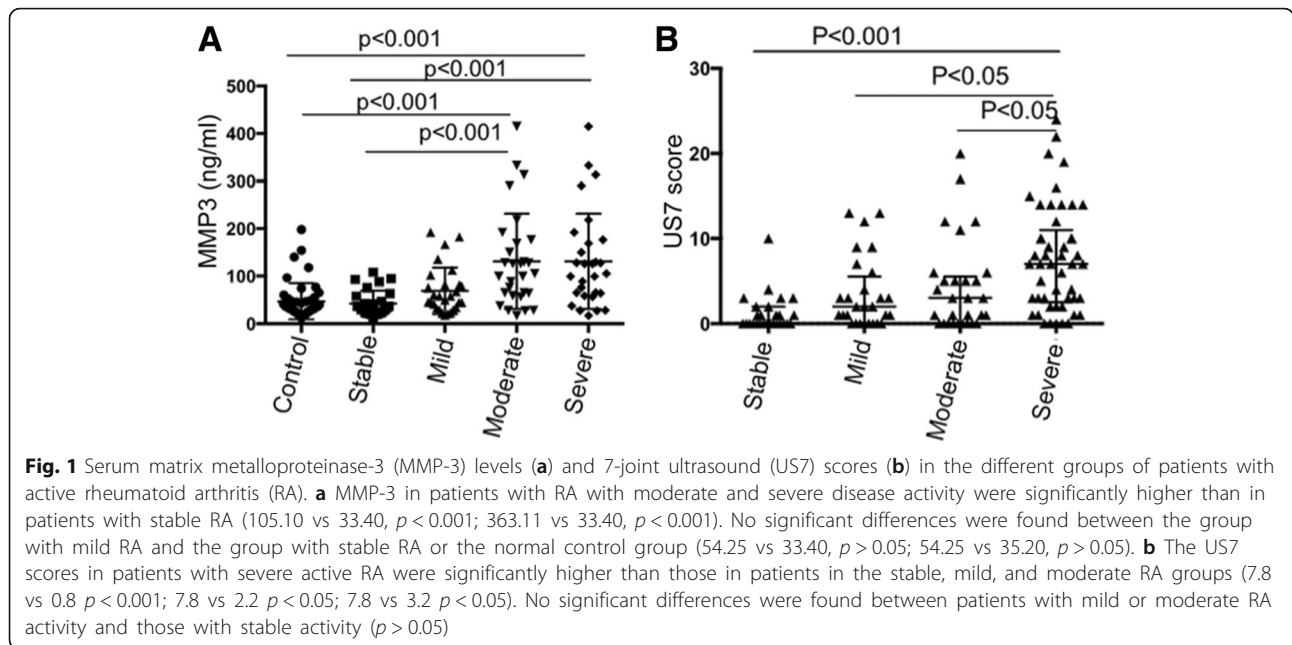 A
p<0.001
p<0.001
p<0.001
p<0.001
MMP3 (ng/ml)
500
400
300
200
100
0
Control
Stable
Mild
Moderate
Severe
B
P<0.001
P<0.05
P<0.05
US7 score
30
20
10
0
Stable
Mild
Moderate
Severe
Fig. 1 Serum matrix metalloproteinase-3 (MMP-3) levels (a) and 7-joint ultrasound (US7) scores (b) in the different groups of patients with
active rheumatoid arthritis (RA). a MMP-3 in patients with RA with moderate and severe disease activity were significantly higher than in
patients with stable RA (105.10 vs 33.40, p < 0.001; 363.11 vs 33.40, p < 0.001). No significant differences were found between the group
with mild RA and the group with stable RA or the normal control group (54.25 vs 33.40, p > 0.05; 54.25 vs 35.20, p > 0.05). b The US7
scores in patients with severe active RA were significantly higher than those in patients in the stable, mild, and moderate RA groups (7.8
vs 0.8 p < 0.001; 7.8 vs 2.2 p < 0.05; 7.8 vs 3.2 p < 0.05). No significant differences were found between patients with mild or moderate RA
activity and those with stable activity (p > 0.05)